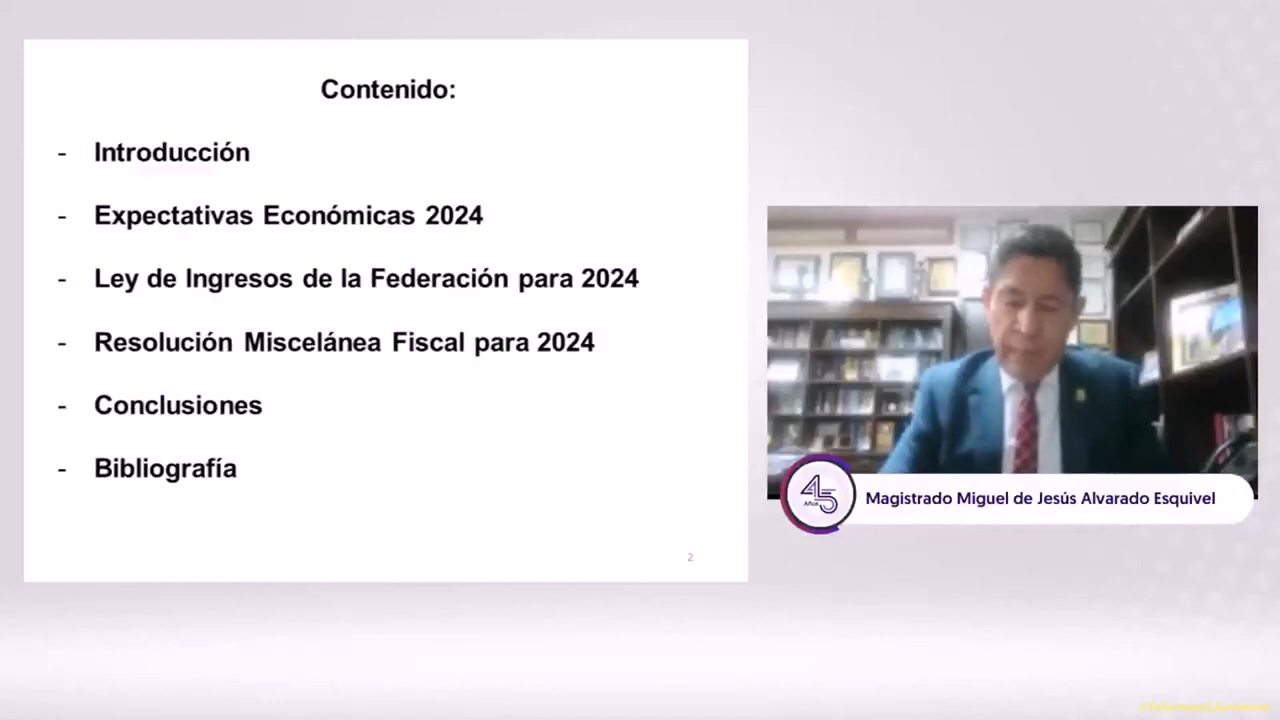 Contenido:
- Introducción
- Expectativas Económicas 2024
- Ley de Ingresos de la Federación para 2024
- Resolución Miscelánea Fiscal para 2024
- Conclusiones
- Bibliografía
2
45
Años
Magistrado Miguel de Jesús Alvarado Esquivel